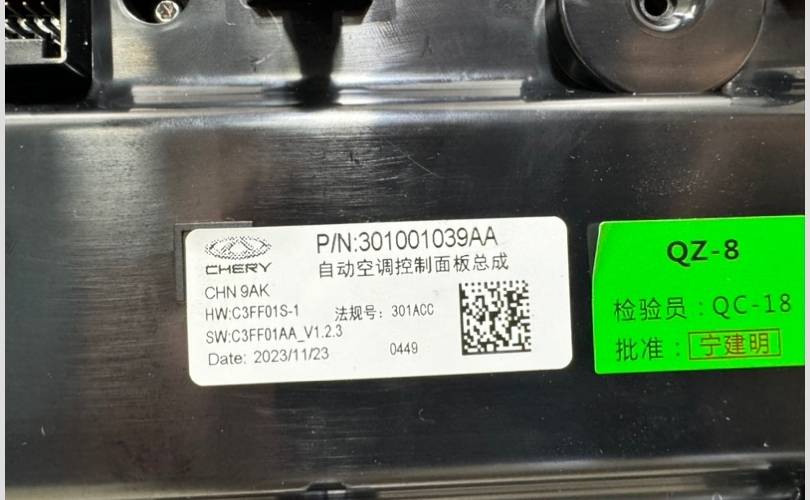 CHERY
P/N:301001039AA
自动空调控制面板总成
CHN 9AK
HW:C3FF01S-1 法规号：301ACC
SW:C3FF01AA_V1.2.3
Date: 2023/11/23 0449
QZ-8
检验员：QC-18
批准：宁建明